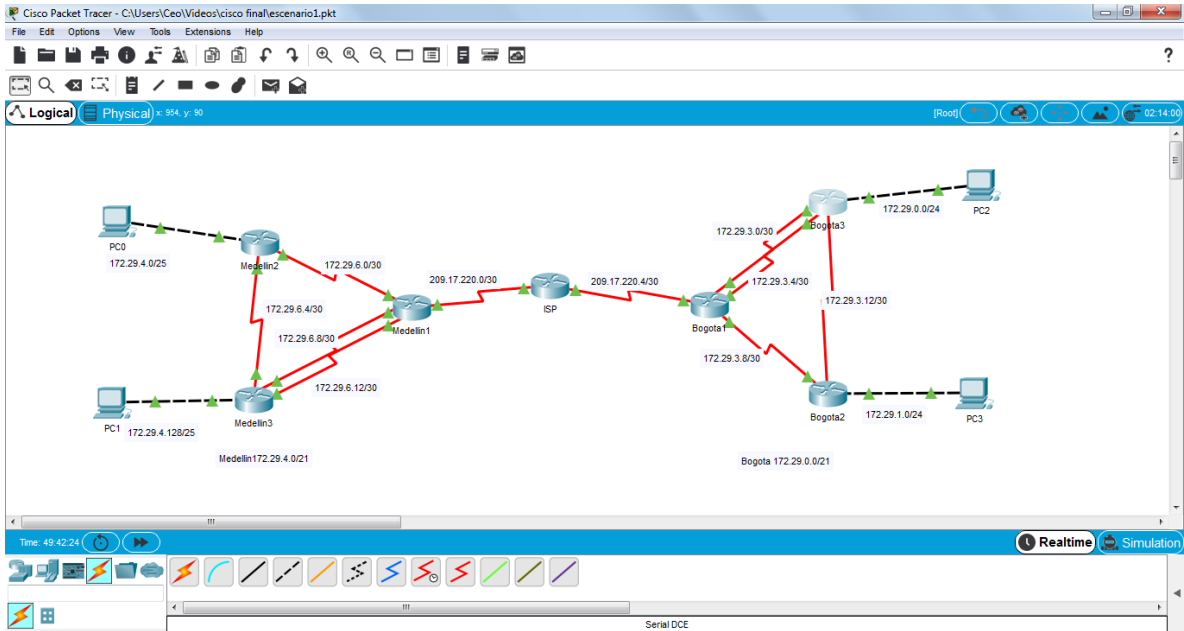 Cisco Packet Tracer - C:\Users\Ceo\Videos\cisco final\escenario1.pkt
File Edit Options View Tools Extensions Help
?
Logical Physical x: 954, y: 90 [Root] 02:14:00
PC0
172.29.4.0/25
Medellin2
172.29.6.0/30
172.29.6.4/30
172.29.6.8/30
172.29.6.12/30
Medellin1
209.17.220.0/30
ISP
209.17.220.4/30
PC1
172.29.4.128/25
Medellin3
Medellin172.29.4.0/21
Bogota3
172.29.0.0/24
PC2
172.29.3.0/30
172.29.3.4/30
172.29.3.12/30
Bogota1
172.29.3.8/30
Bogota2
172.29.1.0/24
PC3
Bogota 172.29.0.0/21
Time: 49:42:24
Realtime Simulation
Serial DCE